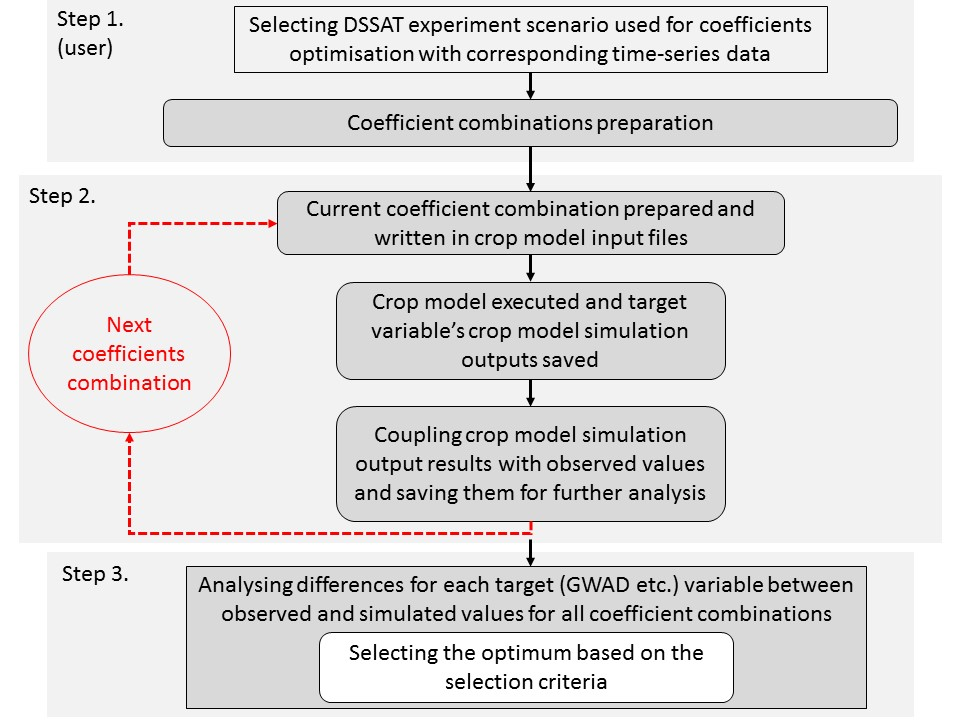 Step 1.
(user)
Selecting DSSAT experiment scenario used for coefficients
optimisation with corresponding time-series data
Coefficient combinations preparation
Step 2.
Current coefficient combination prepared and
written in crop model input files
Crop model executed and target
variable's crop model simulation
outputs saved
Next
coefficients
combination
Coupling crop model simulation
output results with observed values
and saving them for further analysis
Step 3.
Analysing differences for each target (GWAD etc.) variable between
observed and simulated values for all coefficient combinations
Selecting the optimum based on the
selection criteria